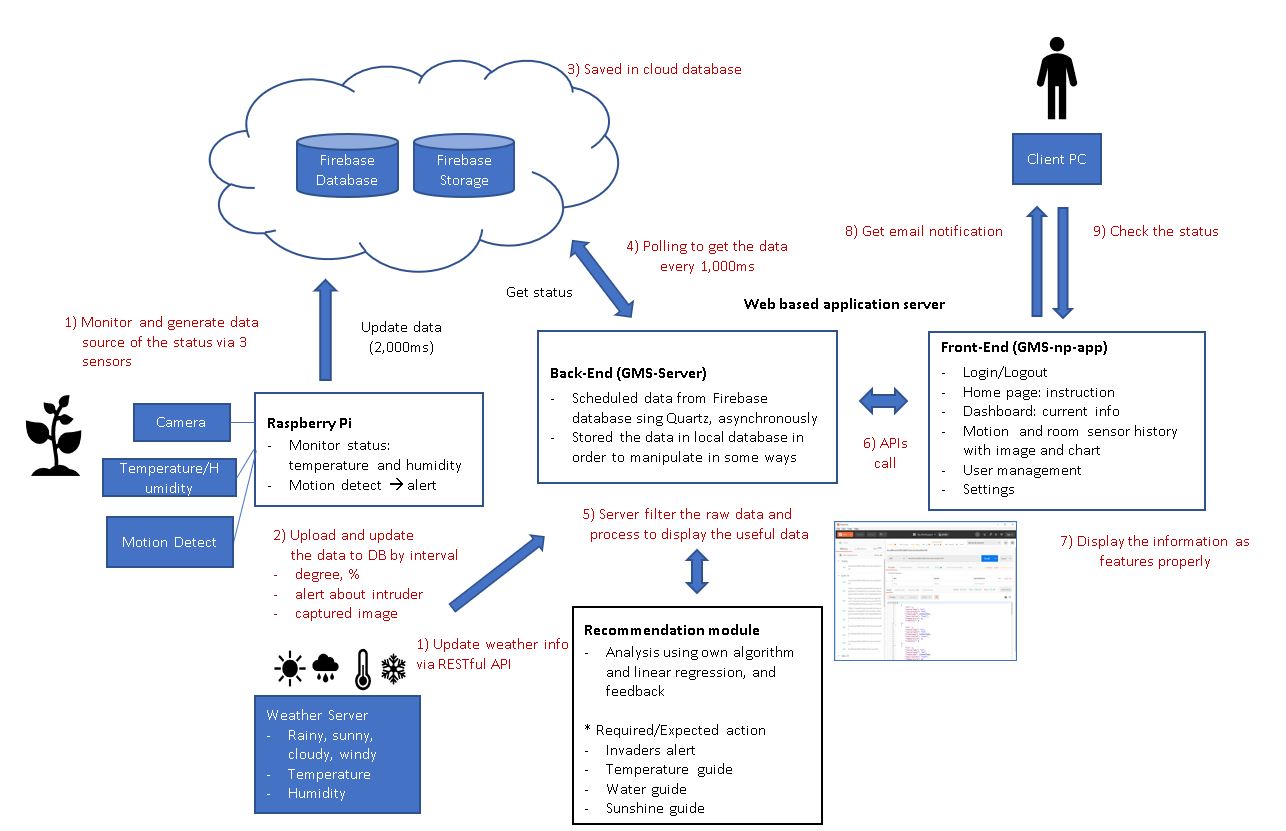 3) Saved in cloud database
Firebase
Database
Firebase
Storage
Client PC
8) Get email notification
9) Check the status
4) Polling to get the data
every 1,000ms
Get status
Web based application server
1) Monitor and generate data
source of the status via 3
sensors
Update data
(2,000ms)
Camera
Temperature/H
umidity
Motion Detect
Raspberry Pi
- Monitor status:
temperature and humidity
- Motion detect → alert
Back-End (GMS-Server)
- Scheduled data from Firebase
database sing Quartz, asynchronously
- Stored the data in local database in
order to manipulate in some ways
6) APIs
call
Front-End (GMS-np-app)
- Login/Logout
- Home page: instruction
- Dashboard: current info
- Motion and room sensor history
with image and chart
- User management
- Settings
2) Upload and update
the data to DB by interval
- degree, %
- alert about intruder
- captured image
5) Server filter the raw data and
process to display the useful data
7) Display the information as
features properly
1) Update weather info
via RESTful API
Weather Server
- Rainy, sunny,
cloudy, windy
- Temperature
- Humidity
Recommendation module
- Analysis using own algorithm
and linear regression, and
feedback
* Required/Expected action
- Invaders alert
- Temperature guide
- Water guide
- Sunshine guide